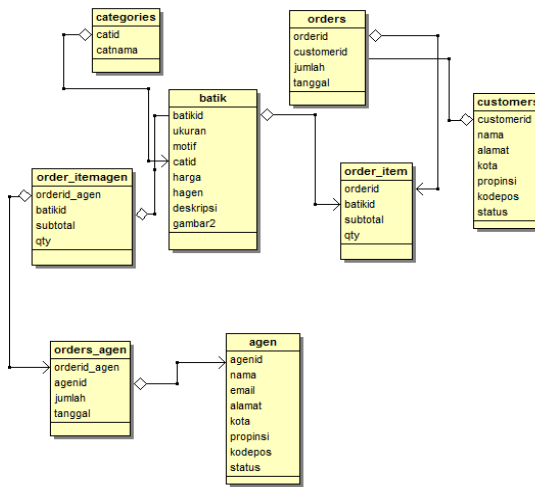 categories
catid
catnama
orders
orderid
customerid
jumlah
tanggal
batik
batikid
ukuran
motif
catid
harga
hagen
deskripsi
gambar2
customers
customerid
nama
alamat
kota
propinsi
kodepos
status
order_itemagen
orderid_agen
batikid
subtotal
qty
order_item
orderid
batikid
subtotal
qty
orders_agen
orderid_agen
agenid
jumlah
tanggal
agen
agenid
nama
email
alamat
kota
propinsi
kodepos
status